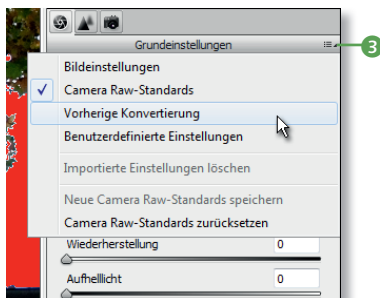 Grundeinstellungen
3
Bildeinstellungen
Camera Raw-Standards
Vorherige Konvertierung
Benutzerdefinierte Einstellungen
Importierte Einstellungen löschen
Neue Camera Raw-Standards speichern
Camera Raw-Standards zurücksetzen
Wiederherstellung 0
Aufhelllicht 0